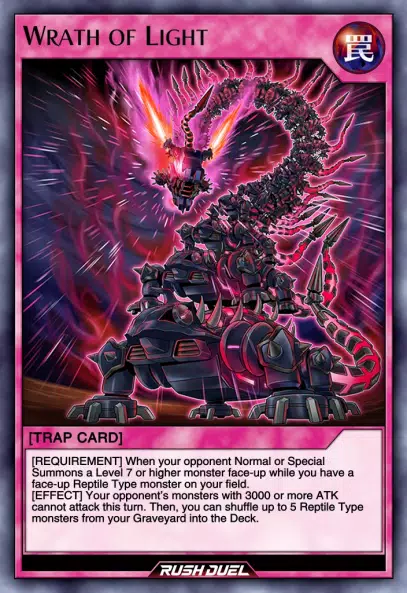 Wrath of Light
罠
[TRAP CARD]
[REQUIREMENT] When your opponent Normal or Special
Summons a Level 7 or higher monster face-up while you have a
face-up Reptile Type monster on your field.
[EFFECT] Your opponent's monsters with 3000 or more ATK
cannot attack this turn. Then, you can shuffle up to 5 Reptile Type
monsters from your Graveyard into the Deck.
RUSH DUEL